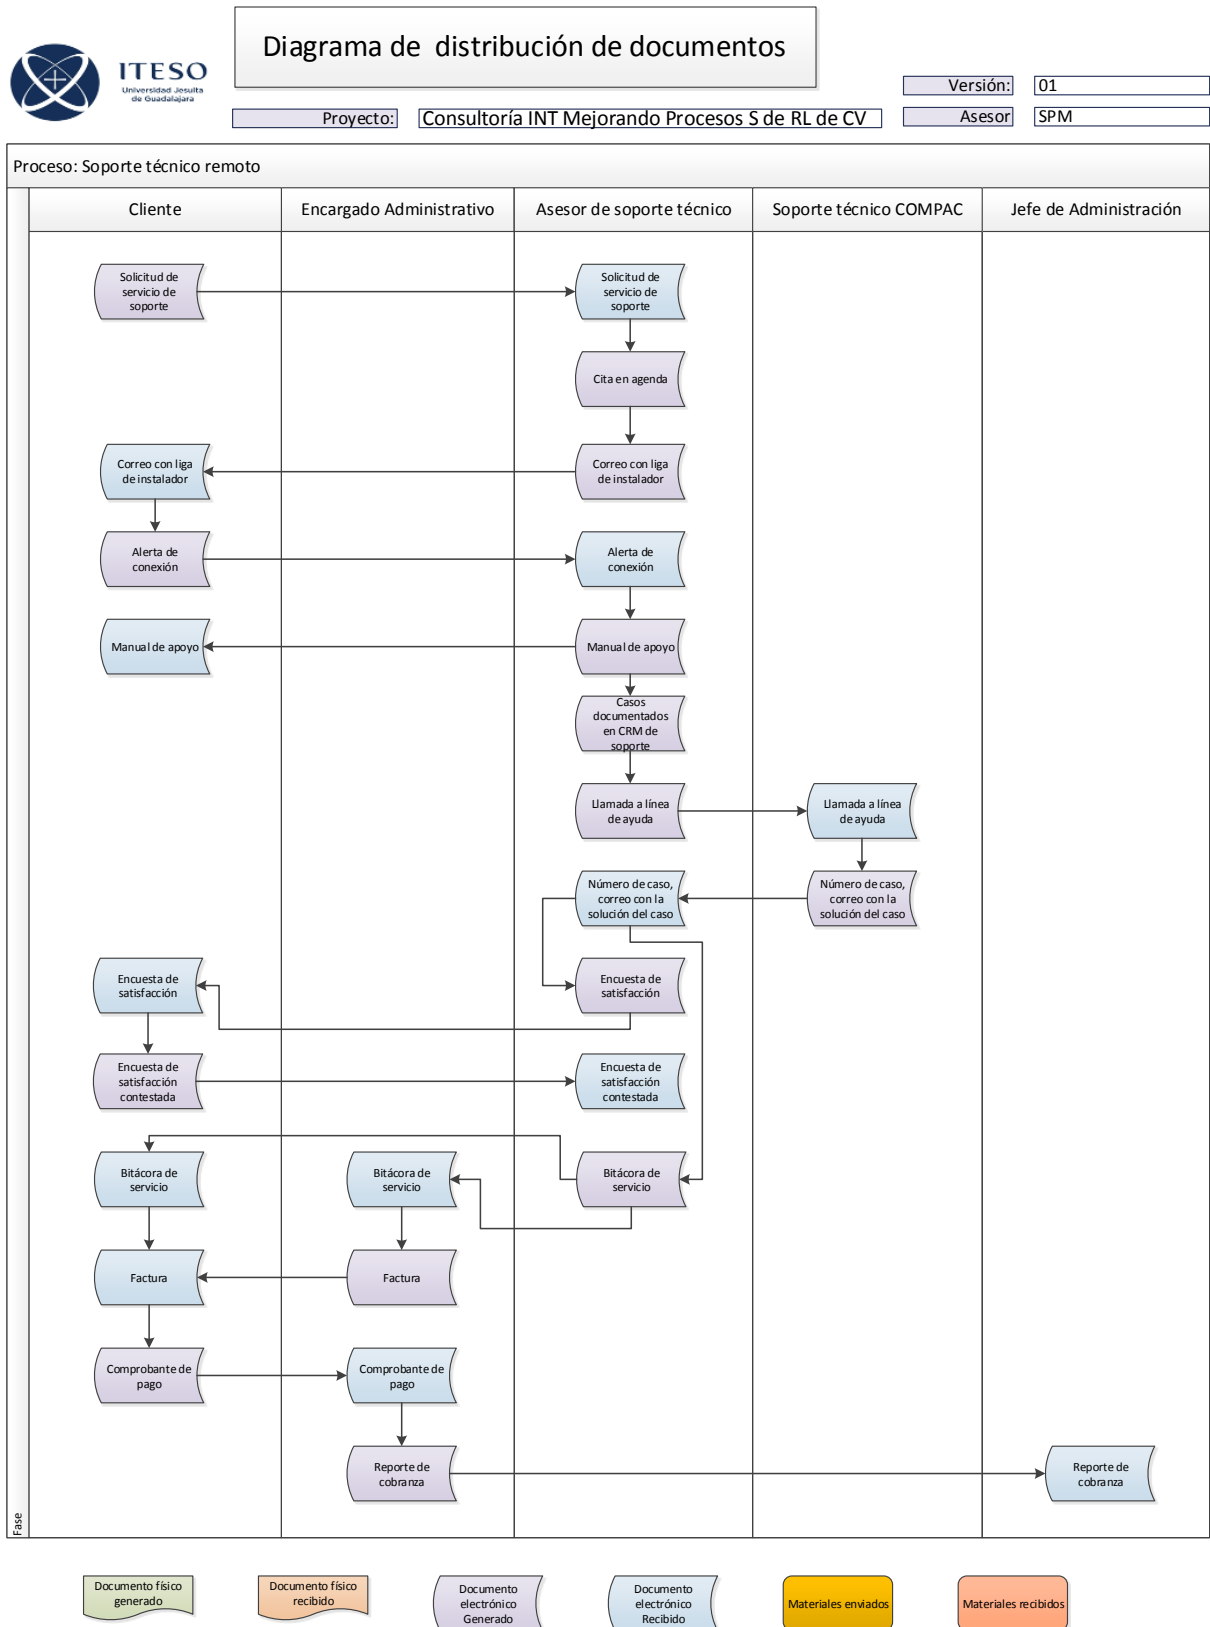 Diagrama de distribución de documentos
ITESO
Universidad Jesuita
de Guadalajara
Versión:
01
Proyecto:
Consultoría INT Mejorando Procesos S de RL de CV
Asesor
SPM
Proceso: Soporte técnico remoto
Cliente
Encargado Administrativo
Asesor de soporte técnico
Soporte técnico COMPAC
Jefe de Administración
Solicitud de
servicio de
soporte
Solicitud de
servicio de
soporte
Cita en agenda
Correo con liga
de instalador
Correo con liga
de instalador
Alerta de
conexión
Alerta de
conexión
Manual de apoyo
Manual de apoyo
Casos
documentados
en CRM de
soporte
Llamada a línea
de ayuda
Llamada a línea
de ayuda
Número de caso,
correo con la
solución del caso
Número de caso,
correo con la
solución del caso
Encuesta de
satisfacción
Encuesta de
satisfacción
Encuesta de
satisfacción
contestada
Encuesta de
satisfacción
contestada
Bitácora de
servicio
Bitácora de
servicio
Bitácora de
servicio
Factura
Factura
Comprobante de
pago
Comprobante de
pago
Reporte de
cobranza
Reporte de
cobranza
Fase
Documento físico
generado
Documento físico
recibido
Documento
electrónico
Generado
Documento
electrónico
Recibido
Materiales enviados
Materiales recibidos